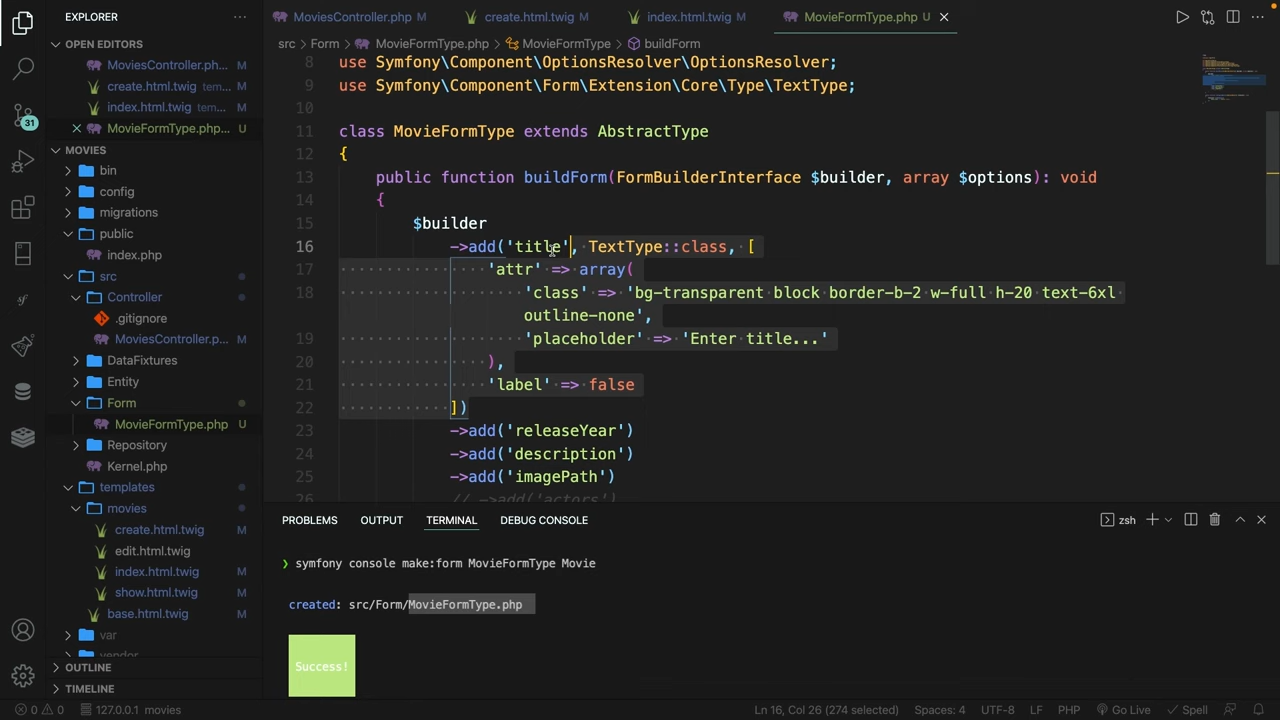 EXPLORER
OPEN EDITORS
MoviesController.ph... M
create.html.twig tem... M
index.html.twig tem... M
MovieFormType.php... U
MOVIES
bin
config
migrations
public
index.php
src
Controller
.gitignore
MoviesController.p... M
DataFixtures
Entity
Form
MovieFormType.php U
Repository
Kernel.php
templates
movies
create.html.twig M
edit.html.twig
index.html.twig M
show.html.twig M
base.html.twig M
var
vendor
OUTLINE
TIMELINE
31
MoviesController.php M
create.html.twig M
index.html.twig M
MovieFormType.php U
src > Form > MovieFormType.php > MovieFormType > buildForm
8 use Symfony\Component\OptionsResolver\OptionsResolver;
9 use Symfony\Component\Form\Extension\Core\Type\TextType;
10
11 class MovieFormType extends AbstractType
12 {
13 public function buildForm(FormBuilderInterface $builder, array $options): void
14 {
15 $builder
16 ->add('title', TextType::class, [
17 'attr' => array(
18 'class' => 'bg-transparent block border-b-2 w-full h-20 text-6xl
outline-none',
19 'placeholder' => 'Enter title...'
20 ),
21 'label' => false
22 ])
23 ->add('releaseYear')
24 ->add('description')
25 ->add('imagePath')
26 // ->add('actors')
PROBLEMS OUTPUT TERMINAL DEBUG CONSOLE
zsh
❯ symfony console make:form MovieFormType Movie
created: src/Form/MovieFormType.php
Success!
0 0 127.0.0.1 movies Ln 16, Col 26 (274 selected) Spaces: 4 UTF-8 LF PHP Go Live Spell